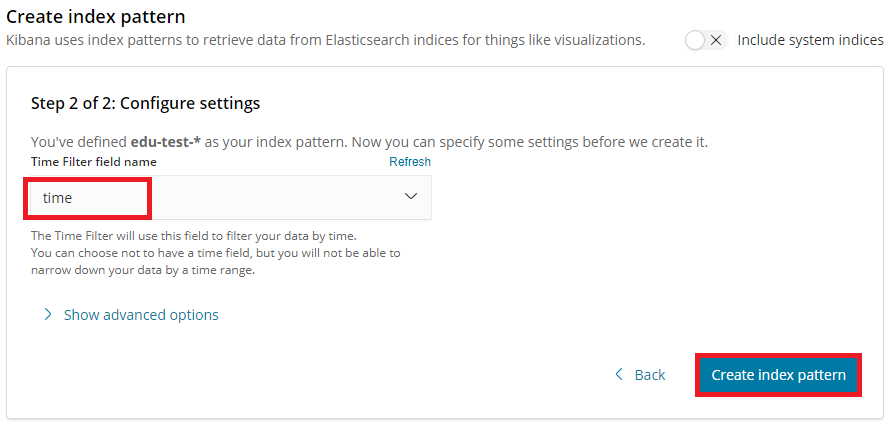 Create index pattern
Kibana uses index patterns to retrieve data from Elasticsearch indices for things like visualizations.
Include system indices
Step 2 of 2: Configure settings
You've defined edu-test-* as your index pattern. Now you can specify some settings before we create it.
Time Filter field name
Refresh
time
The Time Filter will use this field to filter your data by time.
You can choose not to have a time field, but you will not be able to
narrow down your data by a time range.
Show advanced options
Back
Create index pattern